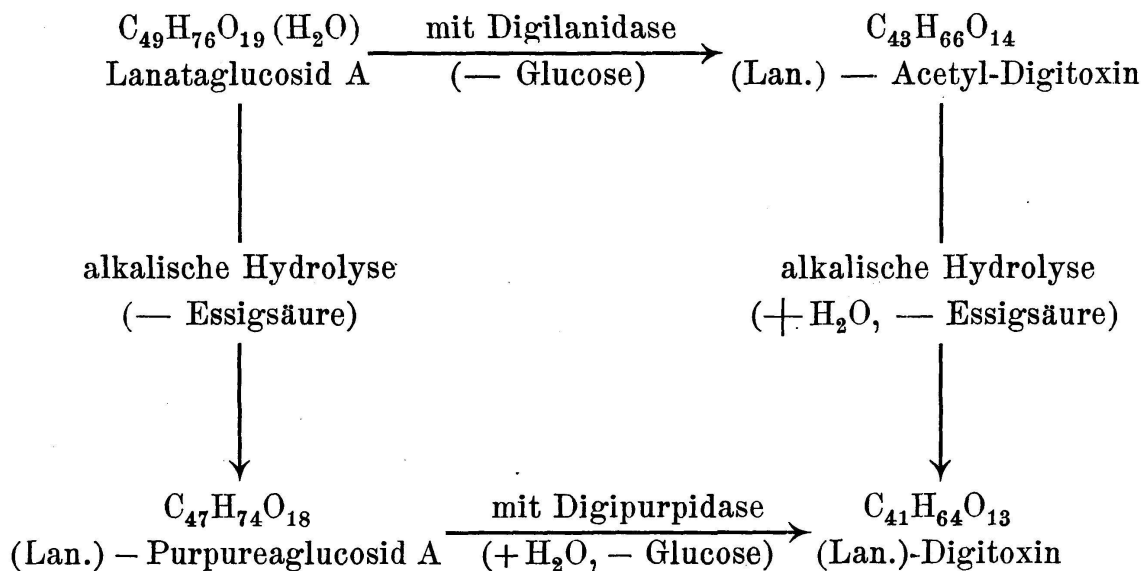 C₄₉H₇₆O₁₉ (H₂O) mit Digilanidase C₄₃H₆₆O₁₄
Lanataglucosid A (— Glucose) (Lan.) — Acetyl-Digitoxin
alkalische Hydrolyse alkalische Hydrolyse
(— Essigsäure) (+ H₂O, — Essigsäure)
C₄₇H₇₄O₁₈ mit Digipurpidase C₄₁H₆₄O₁₃
(Lan.) – Purpureaglucosid A (+ H₂O, – Glucose) (Lan.)-Digitoxin